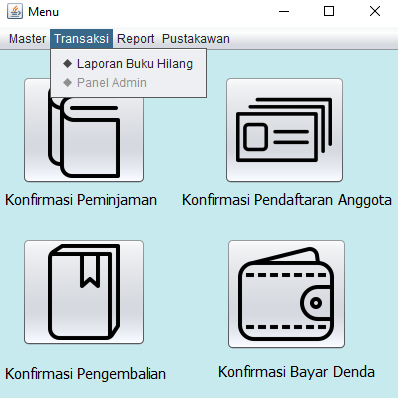 Menu
Master Transaksi Report Pustakawan
Laporan Buku Hilang
Panel Admin
Konfirmasi Peminjaman Konfirmasi Pendaftaran Anggota
Konfirmasi Pengembalian Konfirmasi Bayar Denda